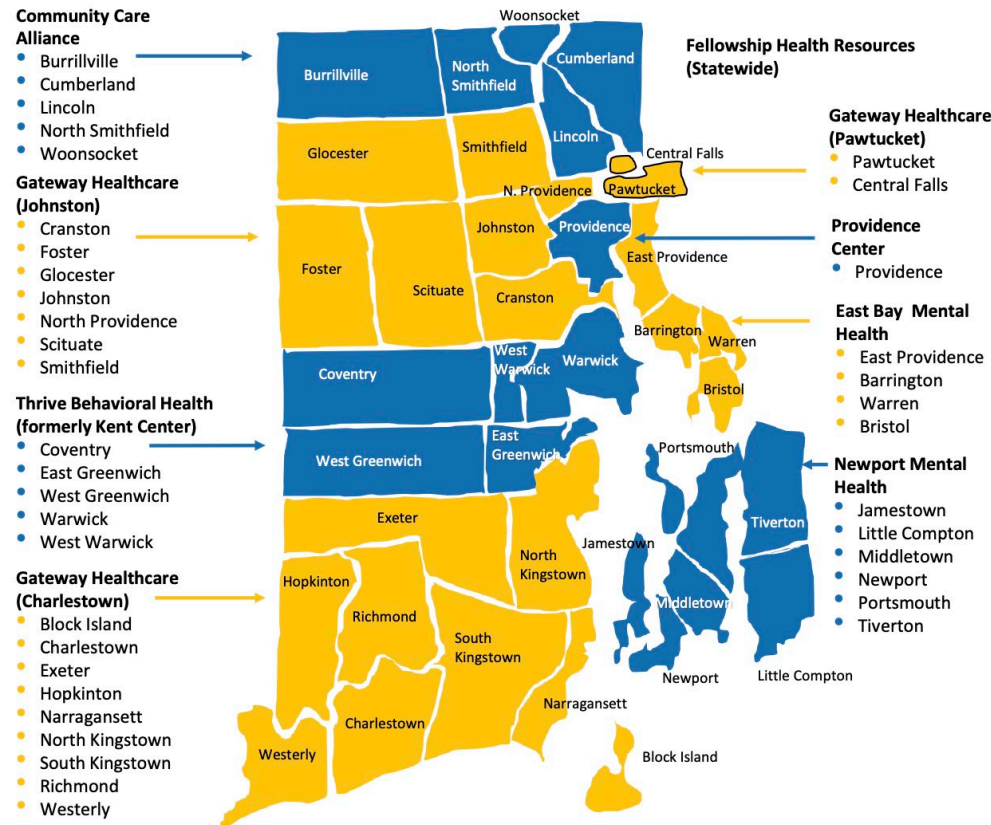 Community Care
Alliance
• Burrillville
• Cumberland
• Lincoln
• North Smithfield
• Woonsocket
Gateway Healthcare
(Johnston)
• Cranston
• Foster
• Glocester
• Johnston
• North Providence
• Scituate
• Smithfield
Thrive Behavioral Health
(formerly Kent Center)
• Coventry
• East Greenwich
• West Greenwich
• Warwick
• West Warwick
Gateway Healthcare
(Charlestown)
• Block Island
• Charlestown
• Exeter
• Hopkinton
• Narragansett
• North Kingstown
• South Kingstown
• Richmond
• Westerly
Woonsocket
Burrillville
North
Smithfield
Cumberland
Lincoln
Glocester
Smithfield
Central Falls
N. Providence
Pawtucket
Johnston
Providence
Foster
Scituate
East Providence
Cranston
Barrington
Warren
Bristol
Coventry
West
Warwick
Warwick
West Greenwich
East
Greenwich
Portsmouth
Exeter
Tiverton
Jamestown
North
Kingstown
Hopkinton
Richmond
Middletown
South
Kingstown
Newport
Little Compton
Narragansett
Charlestown
Westerly
Block Island
Fellowship Health Resources
(Statewide)
Gateway Healthcare
(Pawtucket)
• Pawtucket
• Central Falls
Providence
Center
• Providence
East Bay Mental
Health
• East Providence
• Barrington
• Warren
• Bristol
Newport Mental
Health
• Jamestown
• Little Compton
• Middletown
• Newport
• Portsmouth
• Tiverton